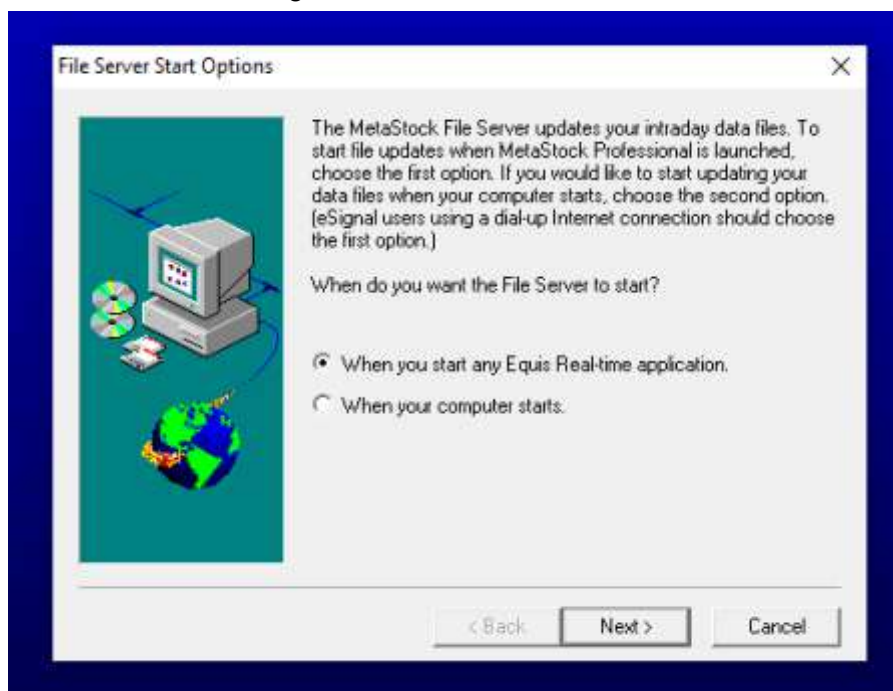 File Server Start Options
The MetaStock File Server updates your intraday data files. To
start file updates when MetaStock Professional is launched,
choose the first option. If you would like to start updating your
data files when your computer starts, choose the second option.
(eSignal users using a dial-up Internet connection should choose
the first option.)
When do you want the File Server to start?
When you start any Equis Real-time application.
When your computer starts.
< Back
Next >
Cancel